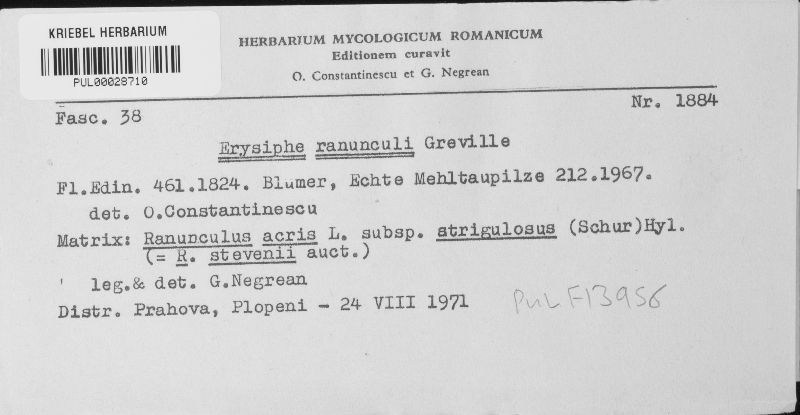 KRIEBEL HERBARIUM
PUL00028710
HERBARIUM MYCOLOGICUM ROMANICUM
Editionem curavit
O. Constantinescu et G. Negrean
Fasc. 38
Nr. 1884
Erysiphe ranunculi Greville
Fl.Edin. 461.1824. Blumer, Echte Mehltaupilze 212.1967.
det. O.Constantinescu
Matrix: Ranunculus acris L. subsp. atrigulosus (Schur)Hyl.
(= R. stevenii auct.)
leg.& det. G.Negrean
Distr. Prahova, Plopeni - 24 VIII 1971
PUL F13956